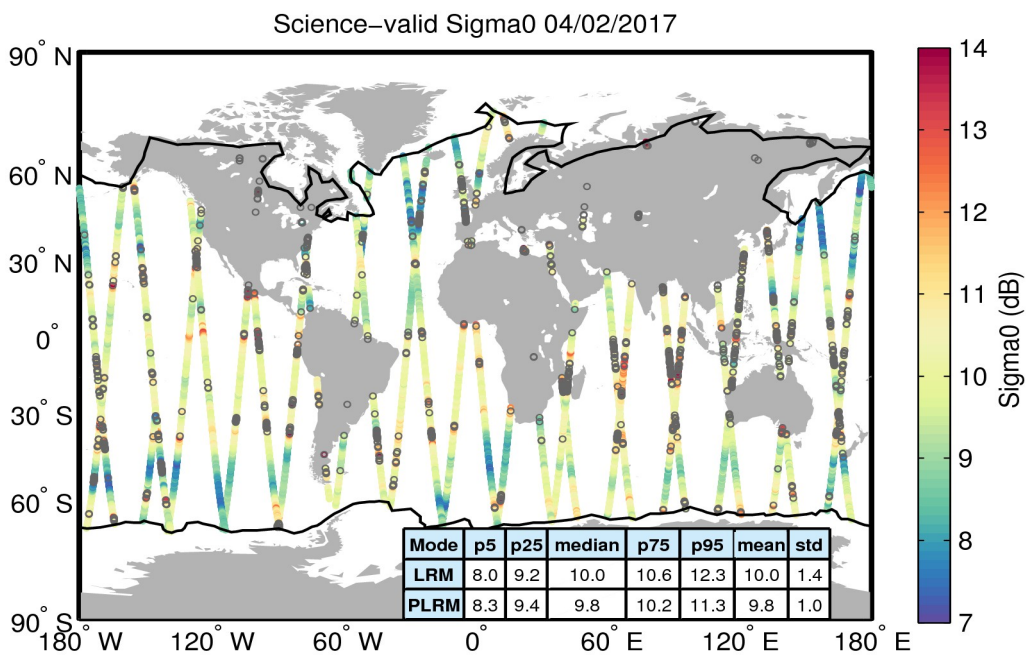 Science−valid Sigma0 04/02/2017
90° N
60° N
30° N
0°
30° S
60° S
90° S
180° W 120° W 60° W 0° 60° E 120° E 180° E
14
13
12
11
10
9
8
7
Sigma0 (dB)
Mode p5 p25 median p75 p95 mean std
LRM 8.0 9.2 10.0 10.6 12.3 10.0 1.4
PLRM 8.3 9.4 9.8 10.2 11.3 9.8 1.0